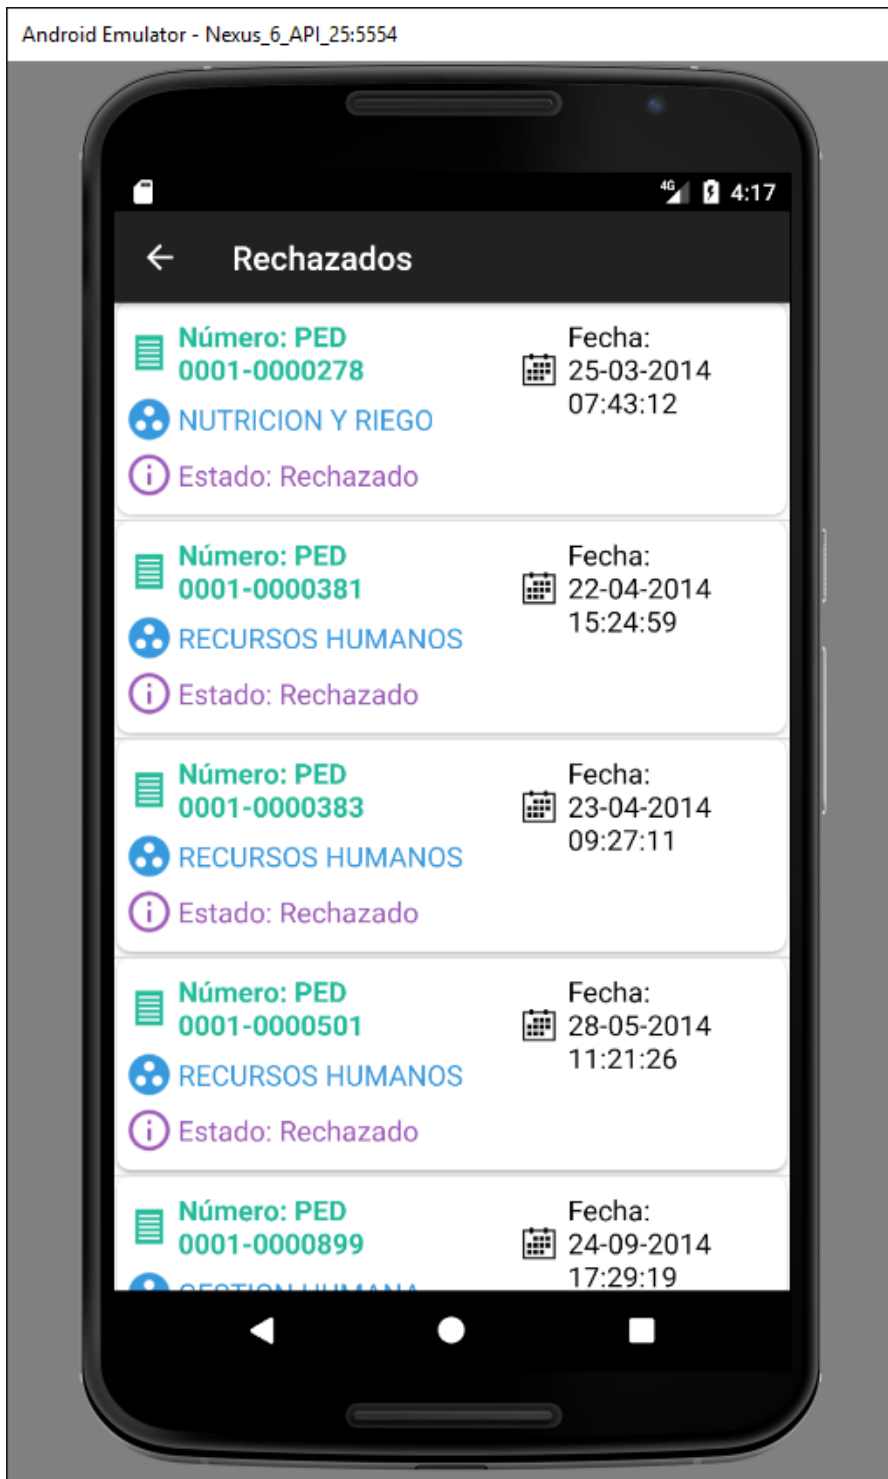 Android Emulator - Nexus_6_API_25:5554
4G 4:17
Rechazados
Número: PED
0001-0000278
Fecha:
25-03-2014
07:43:12
NUTRICION Y RIEGO
Estado: Rechazado
Número: PED
0001-0000381
Fecha:
22-04-2014
15:24:59
RECURSOS HUMANOS
Estado: Rechazado
Número: PED
0001-0000383
Fecha:
23-04-2014
09:27:11
RECURSOS HUMANOS
Estado: Rechazado
Número: PED
0001-0000501
Fecha:
28-05-2014
11:21:26
RECURSOS HUMANOS
Estado: Rechazado
Número: PED
0001-0000899
Fecha:
24-09-2014
17:29:19
GESTION HUMANA